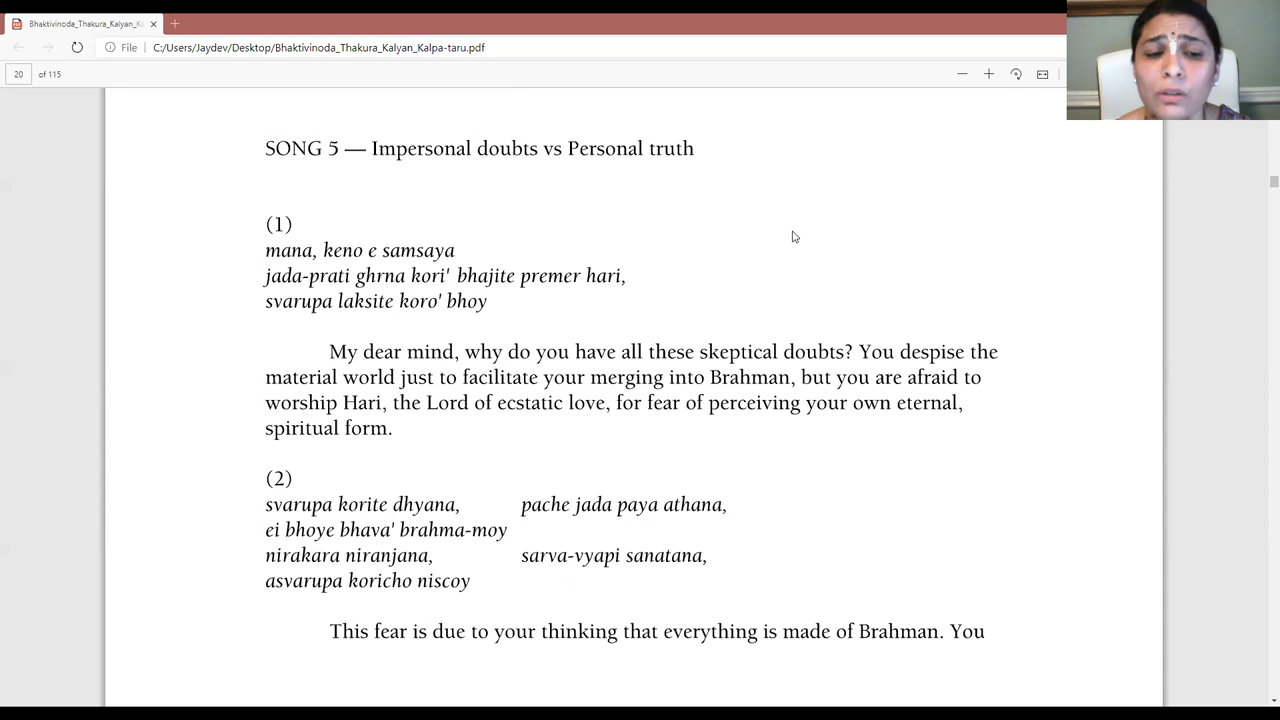 Bhaktivinoda_Thakura_Kalyan_K
File C:/Users/Jaydev/Desktop/Bhaktivinoda_Thakura_Kalyan_Kalpa-taru.pdf
20 of 115
SONG 5 — Impersonal doubts vs Personal truth
(1)
mana, keno e samsaya
jada-prati ghrna kori' bhajite premer hari,
svarupa laksite koro' bhoy
My dear mind, why do you have all these skeptical doubts? You despise the
material world just to facilitate your merging into Brahman, but you are afraid to
worship Hari, the Lord of ecstatic love, for fear of perceiving your own eternal,
spiritual form.
(2)
svarupa korite dhyana, pache jada paya athana,
ei bhoye bhava' brahma-moy
nirakara niranjana, sarva-vyapi sanatana,
asvarupa koricho niscoy
This fear is due to your thinking that everything is made of Brahman. You